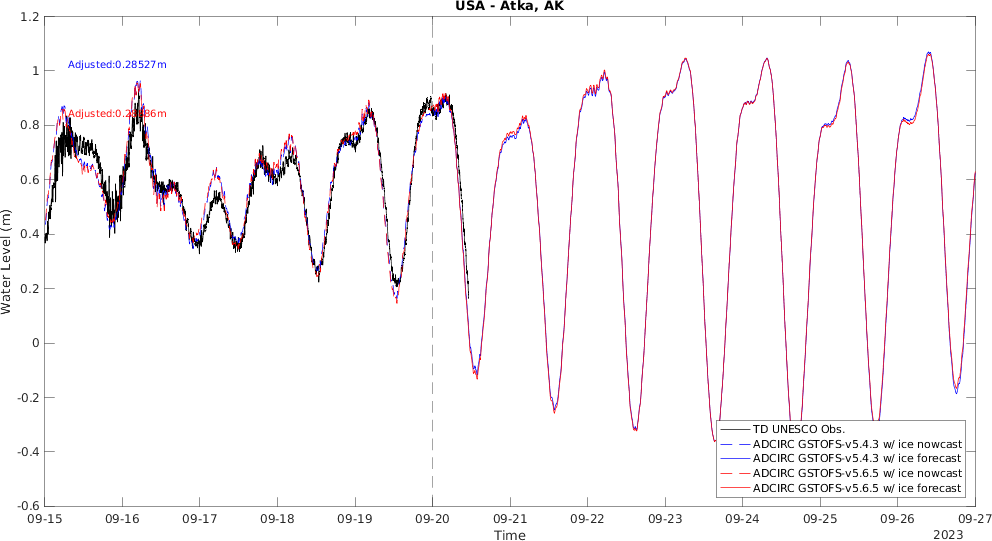 USA - Atka, AK
1.2
1
0.8
0.6
0.4
0.2
0
-0.2
-0.4
-0.6
Water Level (m)
Adjusted:0.28527m
TD UNESCO Obs.
ADCIRC GSTOFS-v5.4.3 w/ ice nowcast
ADCIRC GSTOFS-v5.4.3 w/ ice forecast
ADCIRC GSTOFS-v5.6.5 w/ ice nowcast
ADCIRC GSTOFS-v5.6.5 w/ ice forecast
09-15 09-16 09-17 09-18 09-19 09-20 09-21 09-22 09-23 09-24 09-25 09-26 09-27
Time
2023